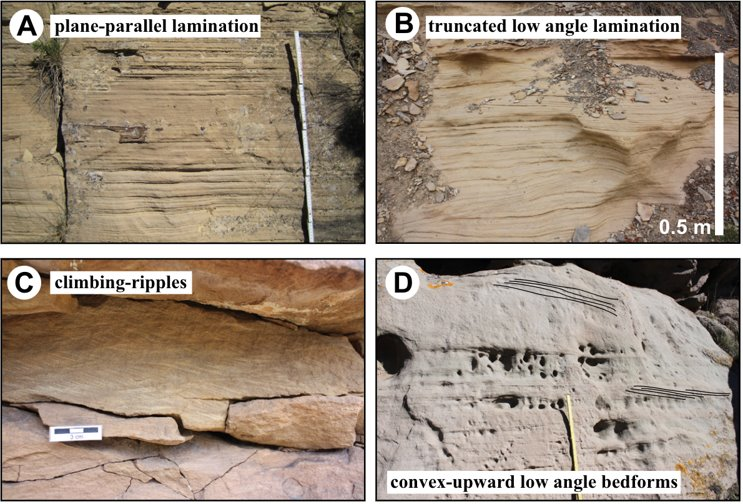 A
plane-parallel lamination
B
truncated low angle lamination
0.5 m
C
climbing-ripples
3 cm
D
convex-upward low angle bedforms